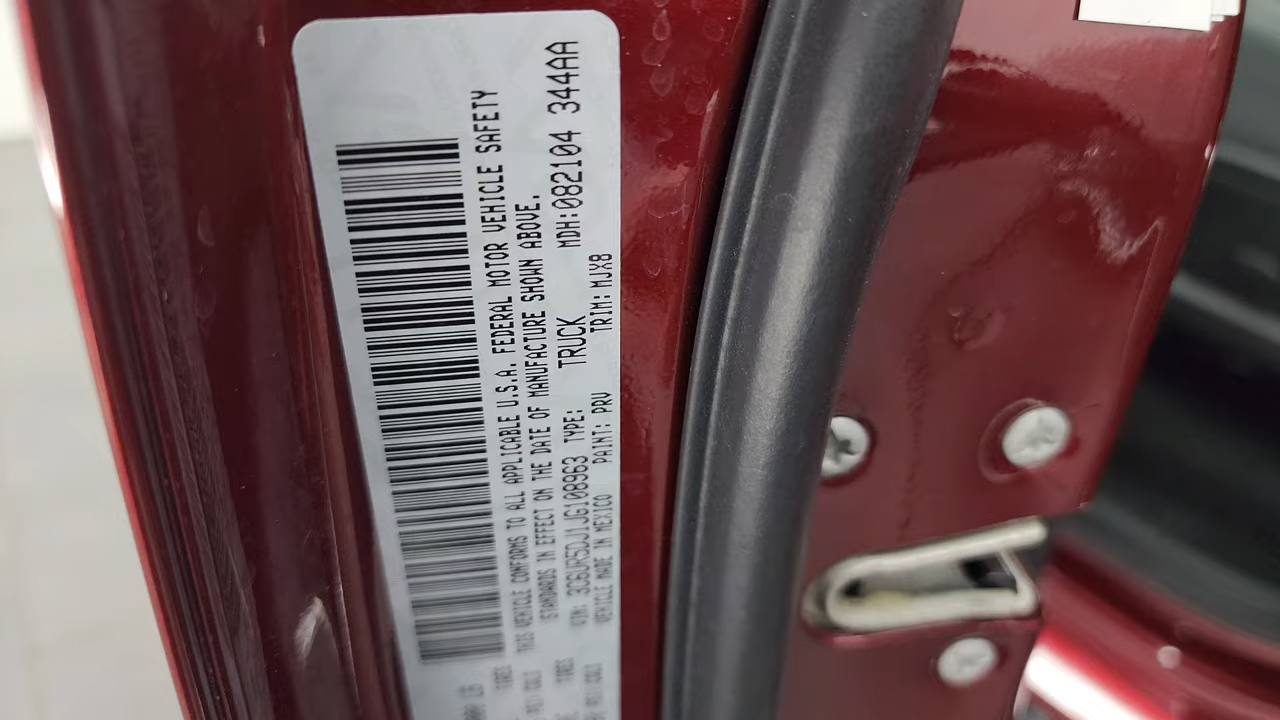 THIS VEHICLE CONFORMS TO ALL APPLICABLE U.S.A. FEDERAL MOTOR VEHICLE SAFETY
STANDARDS IN EFFECT ON THE DATE OF MANUFACTURE SHOWN ABOVE.
VIN: 3C6UR5DJ1JG108963 TYPE: TRUCK MDH:082104 344AA
VEHICLE MADE IN MEXICO PAINT: PRV TRIM: MJX8